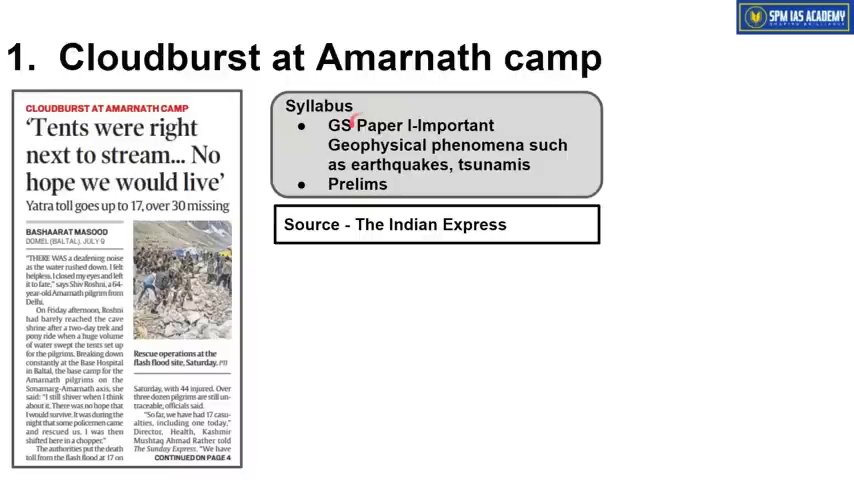 SPM IAS ACADEMY
1. Cloudburst at Amarnath camp
CLOUDBURST AT AMARNATH CAMP
'Tents were right
next to stream... No
hope we would live'
Yatra toll goes up to 17, over 30 missing
BASHAARAT MASOOD
DOMEL (BALTAL), JULY 9
"THERE WAS a deafening noise
as the water rushed down. I felt
helpless. I closed my eyes and left
it to fate," says Shiv Roshni, a 64-
year-old Amarnath pilgrim from
Delhi.
On Friday afternoon, Roshni
had barely reached the cave
shrine after a two-day trek and
pony ride when a huge volume
of water swept the tents set up
for the pilgrims. Breaking down
constantly at the Base Hospital
in Baltal, the base camp for the
Amarnath pilgrims on the
Sonamarg-Amarnath axis, she
said: "I still shiver when I think
about it. There was no hope that
I would survive. It was during the
night that some policemen came
and rescued us. I was then
shifted here in a chopper."
The authorities put the death
toll from the flash flood at 17 on
Rescue operations at the
flash flood site, Saturday. PTI
Saturday, with 44 injured. Over
three dozen pilgrims are still un-
traceable, officials said.
"So far, we have had 17 casu-
alties, including one today,"
Director, Health, Kashmir
Mushtaq Ahmad Rather told
The Sunday Express. "We have
CONTINUED ON PAGE 4
Syllabus
● GS Paper I-Important
Geophysical phenomena such
as earthquakes, tsunamis
● Prelims
Source - The Indian Express